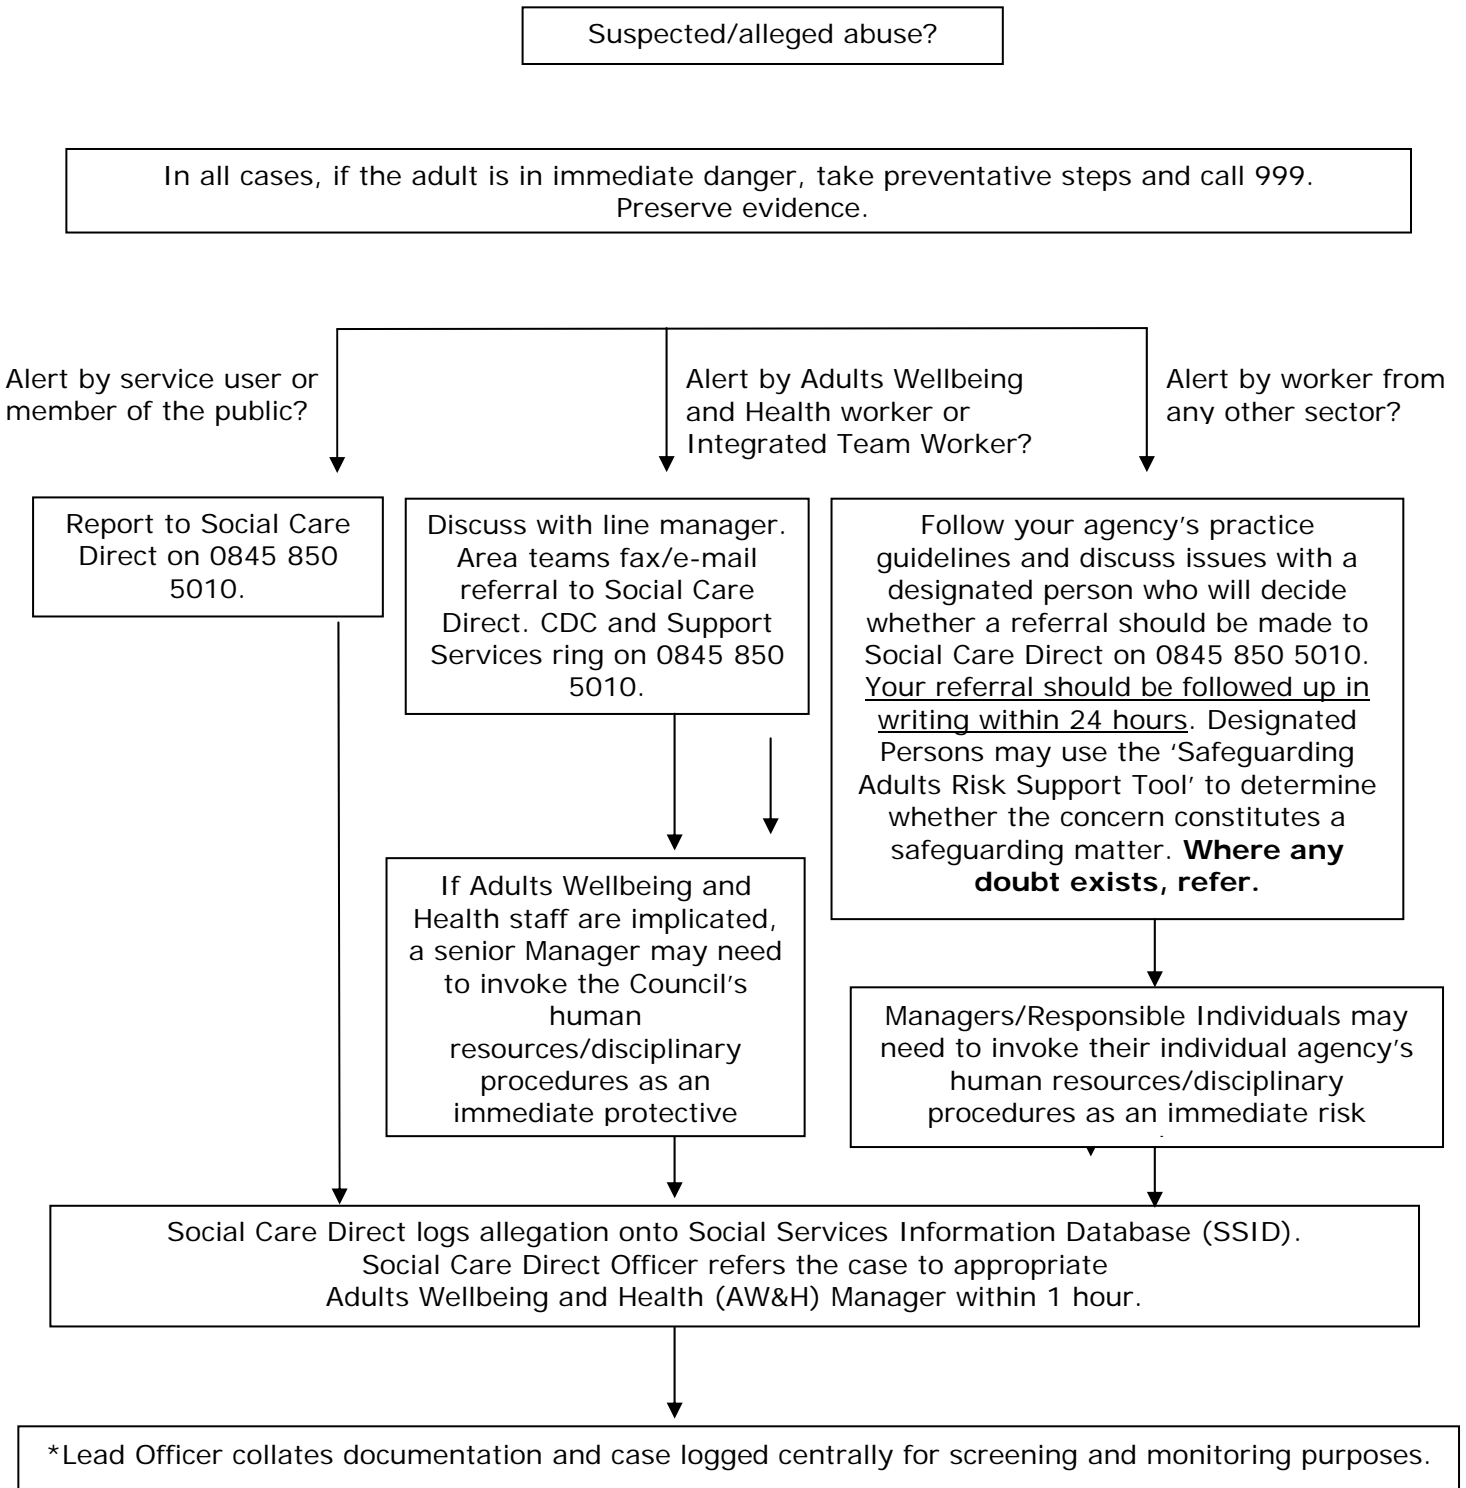 Suspected/alleged abuse?
In all cases, if the adult is in immediate danger, take preventative steps and call 999.
Preserve evidence.
Alert by service user or
member of the public?
Alert by Adults Wellbeing
and Health worker or
Integrated Team Worker?
Alert by worker from
any other sector?
Report to Social Care
Direct on 0845 850
5010.
Discuss with line manager.
Area teams fax/e-mail
referral to Social Care
Direct. CDC and Support
Services ring on 0845 850
5010.
Follow your agency’s practice
guidelines and discuss issues with a
designated person who will decide
whether a referral should be made to
Social Care Direct on 0845 850 5010.
Your referral should be followed up in
writing within 24 hours. Designated
Persons may use the ‘Safeguarding
Adults Risk Support Tool’ to determine
whether the concern constitutes a
safeguarding matter. Where any
doubt exists, refer.
If Adults Wellbeing and
Health staff are implicated,
a senior Manager may need
to invoke the Council’s
human
resources/disciplinary
procedures as an
immediate protective
Managers/Responsible Individuals may
need to invoke their individual agency’s
human resources/disciplinary
procedures as an immediate risk
Social Care Direct logs allegation onto Social Services Information Database (SSID).
Social Care Direct Officer refers the case to appropriate
Adults Wellbeing and Health (AW&H) Manager within 1 hour.
*Lead Officer collates documentation and case logged centrally for screening and monitoring purposes.